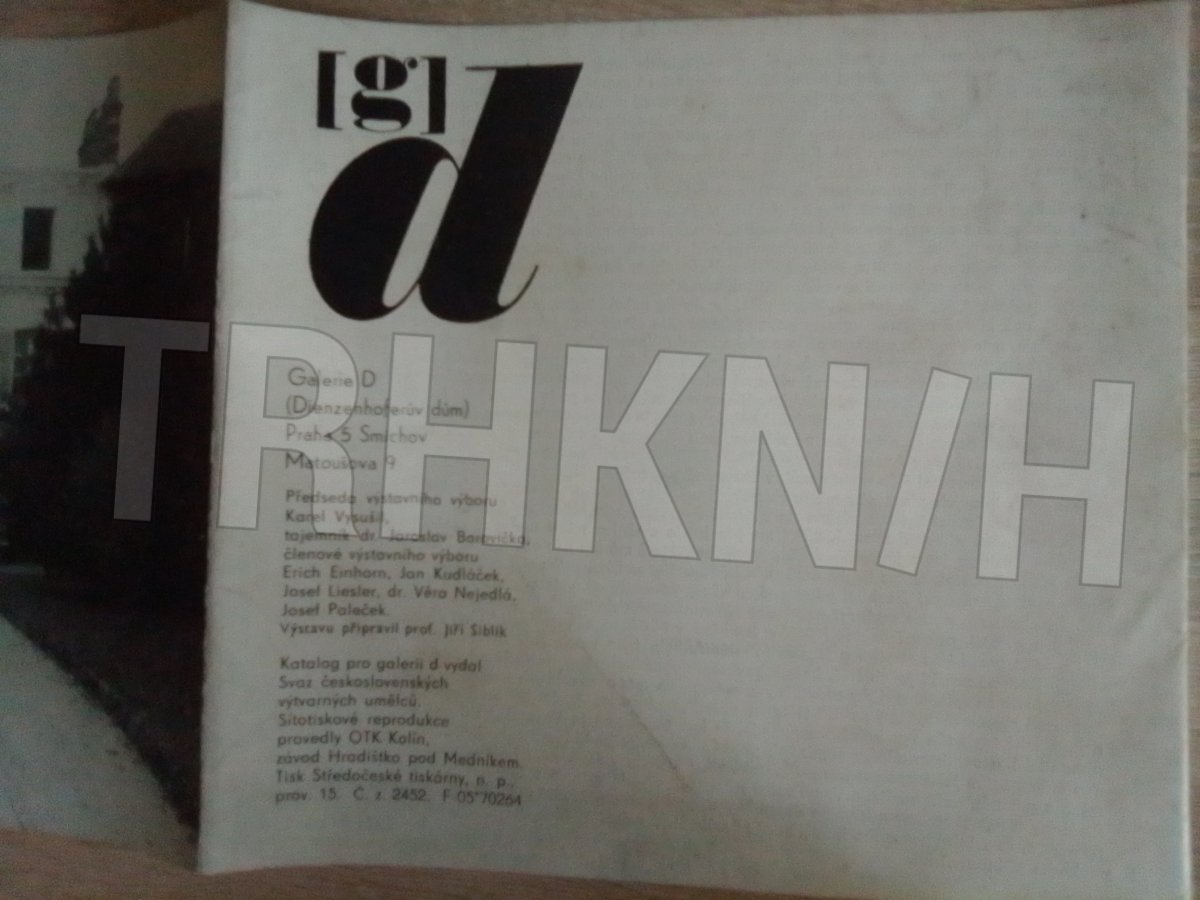 [g]
d
Galerie D
(Dienzenhoferův dům)
Praha 5 Smíchov
Matoušova 9
Předseda výstavního výboru
Karel Vysušil,
tajemník dr. Jaroslav Borovička,
členové výstavního výboru
Erich Einhorn, Jan Kudláček,
Josef Liesler, dr. Věra Nejedlá,
Josef Paleček.
Výstavu připravil prof. Jiří Šiblík
Katalog pro galerii d vydal
Svaz československých
výtvarných umělců.
Sítotiskové reprodukce
provedly OTK Kolín,
závod Hradištko pod Medníkem.
Tisk Středočeské tiskárny, n. p.,
prov. 15. Č. z. 2452. F-05*70264
TRHKN/H